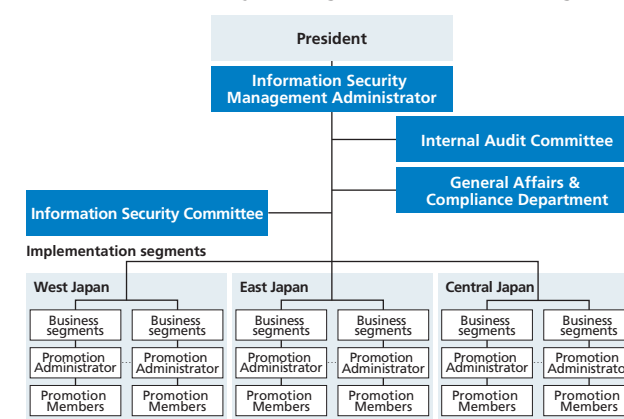 President
Information Security
Management Administrator
Internal Audit Committee
General Affairs &
Compliance Department
Information Security Committee
Implementation segments
West Japan
East Japan
Central Japan
Business
segments
Business
segments
Business
segments
Business
segments
Business
segments
Business
segments
Promotion
Administrator
Promotion
Administrator
Promotion
Administrator
Promotion
Administrator
Promotion
Administrator
Promotion
Administrato
Promotion
Members
Promotion
Members
Promotion
Members
Promotion
Members
Promotion
Members
Promotion
Members